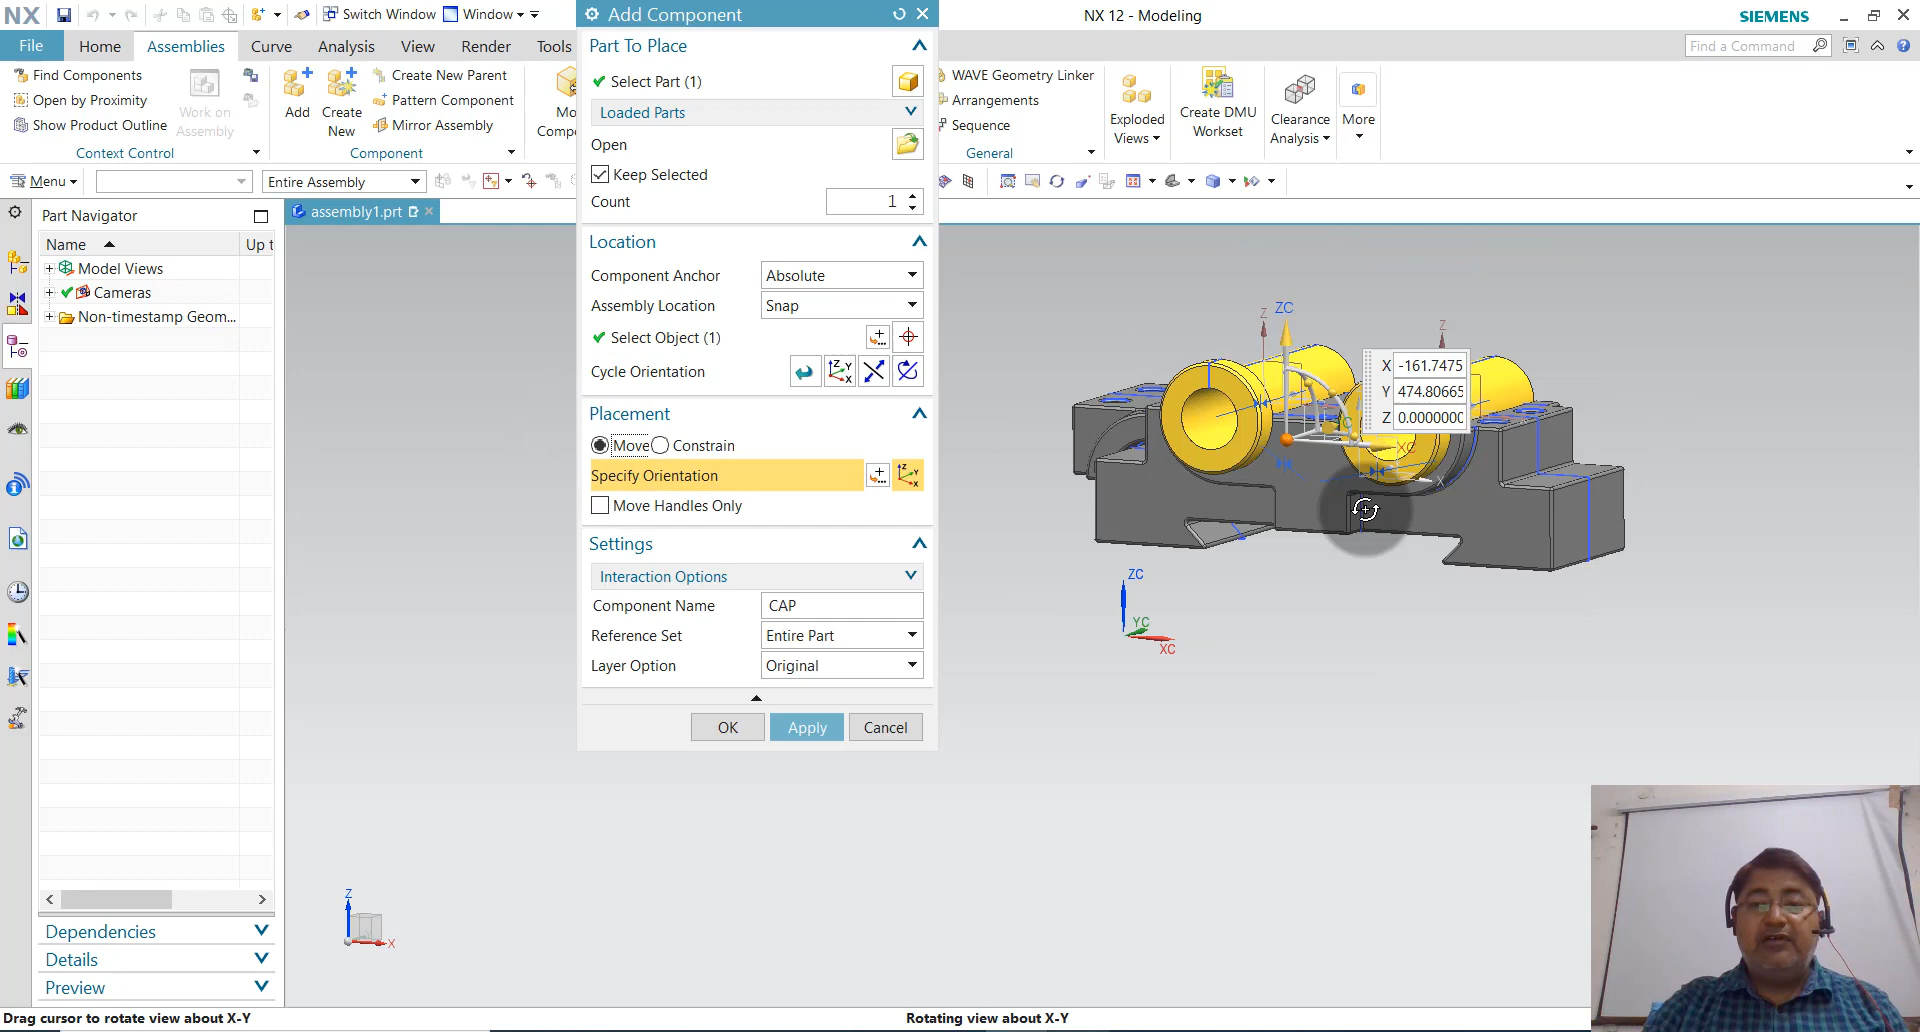 NX
Switch Window
Window
Add Component
NX 12 - Modeling
SIEMENS
File
Home
Assemblies
Curve
Analysis
View
Render
Tools
Find a Command
Find Components
Open by Proximity
Show Product Outline
Context Control
Work on
Assembly
Add
Create
New
Create New Parent
Pattern Component
Mirror Assembly
Component
WAVE Geometry Linker
Arrangements
Sequence
General
Exploded
Views
Create DMU
Workset
Clearance
Analysis
More
Menu
Entire Assembly
Part Navigator
Name
Up t
Model Views
Cameras
Non-timestamp Geom...
Dependencies
Details
Preview
assembly1.prt
Part To Place
Select Part (1)
Loaded Parts
Open
Keep Selected
Count
1
Location
Component Anchor
Absolute
Assembly Location
Snap
Select Object (1)
Cycle Orientation
Placement
Move
Constrain
Specify Orientation
Move Handles Only
Settings
Interaction Options
Component Name
CAP
Reference Set
Entire Part
Layer Option
Original
OK
Apply
Cancel
Z
ZC
Z
X -161.7475
Y 474.80665
Z 0.0000000
XC
X
ZC
YC
XC
Z
X
Drag cursor to rotate view about X-Y
Rotating view about X-Y